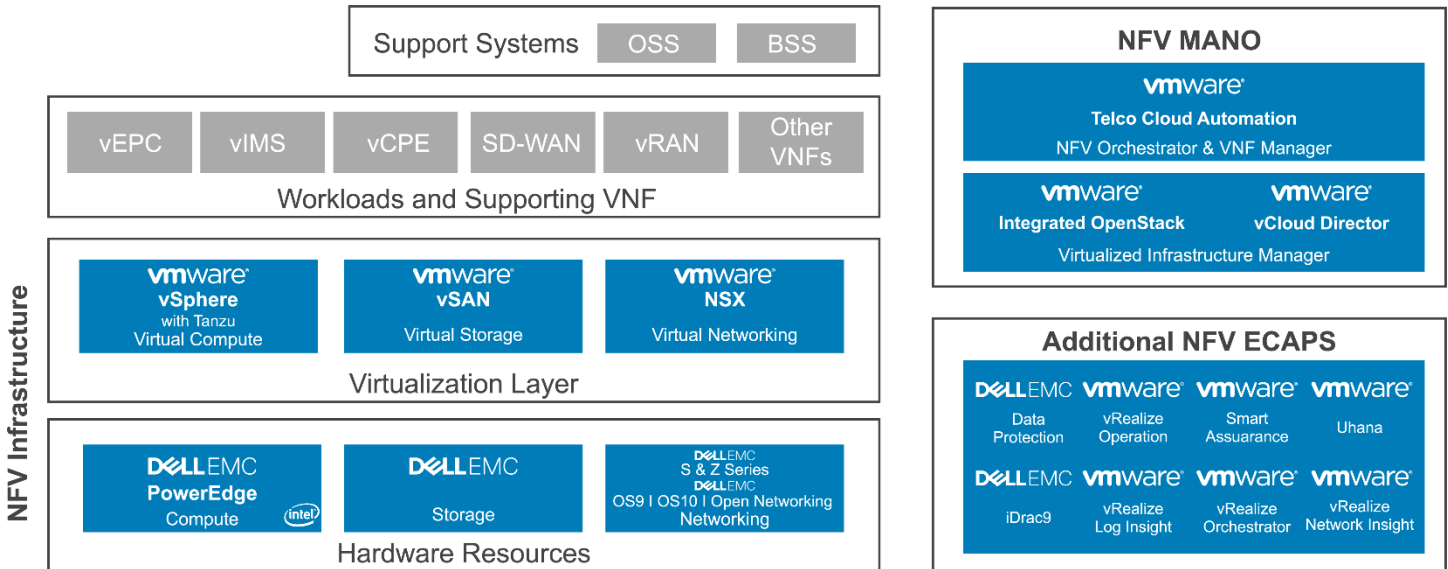 Support Systems
OSS
BSS
vEPC
vIMS
vCPE
SD-WAN
vRAN
Other
VNFs
Workloads and Supporting VNF
NFV Infrastructure
vmware®
vSphere
with Tanzu
Virtual Compute
vmware®
vSAN
Virtual Storage
vmware®
NSX
Virtual Networking
Virtualization Layer
DELLEMC
PowerEdge
Compute
intel
DELLEMC
Storage
DELLEMC
S & Z Series
DELLEMC
OS9 I OS10 I Open Networking
Networking
Hardware Resources
NFV MANO
vmware®
Telco Cloud Automation
NFV Orchestrator & VNF Manager
vmware®
Integrated OpenStack
vmware®
vCloud Director
Virtualized Infrastructure Manager
Additional NFV ECAPS
DELLEMC
Data
Protection
vmware®
vRealize
Operation
vmware®
Smart
Assuarance
vmware®
Uhana
DELLEMC
iDrac9
vmware®
vRealize
Log Insight
vmware®
vRealize
Orchestrator
vmware®
vRealize
Network Insight